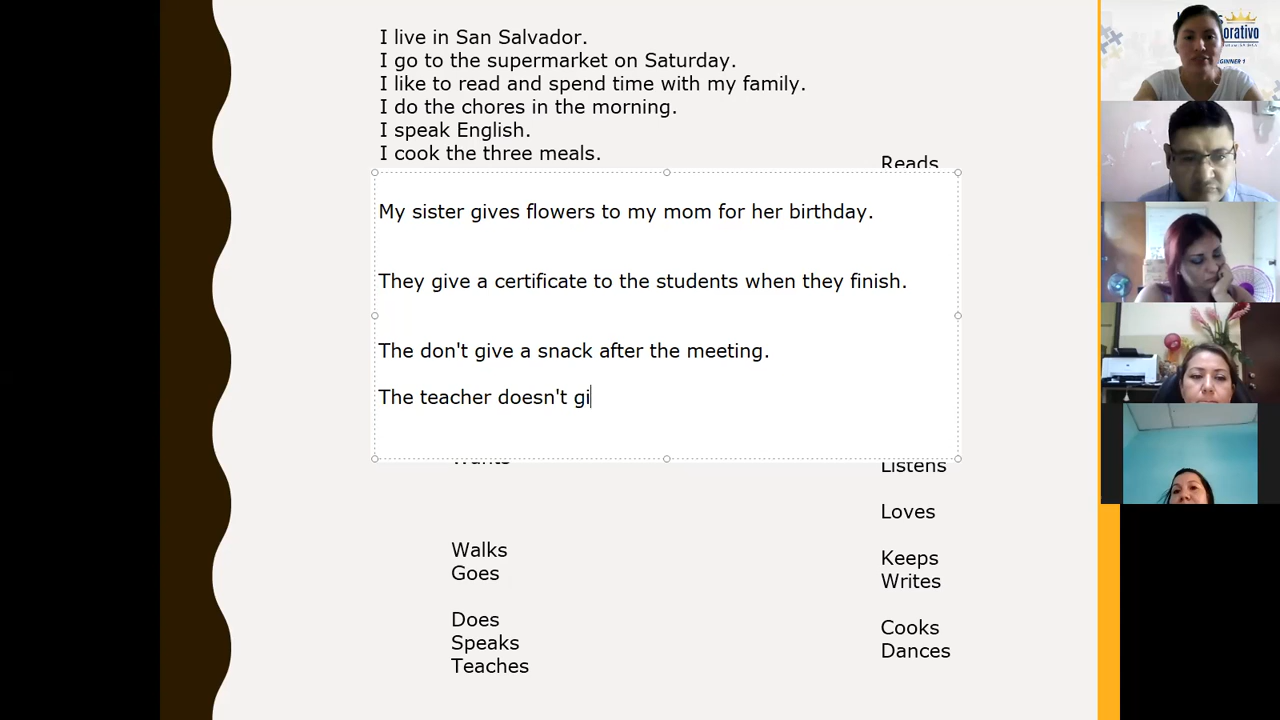 I live in San Salvador.
I go to the supermarket on Saturday.
I like to read and spend time with my family.
I do the chores in the morning.
I speak English.
I cook the three meals.
Reads
My sister gives flowers to my mom for her birthday.
They give a certificate to the students when they finish.
The don't give a snack after the meeting.
The teacher doesn't gi
Wants
Listens
Loves
Walks
Keeps
Goes
Writes
Does
Cooks
Speaks
Dances
Teaches
orativo